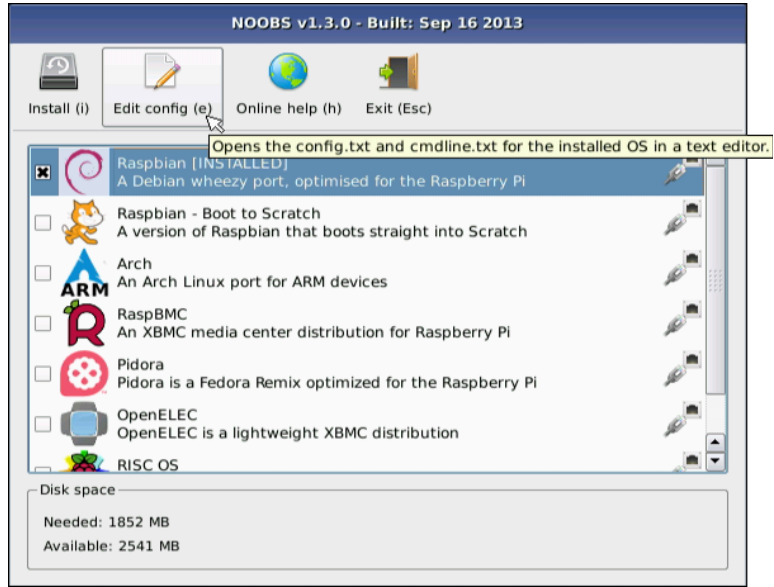 NOOBS v1.3.0 - Built: Sep 16 2013
Install (i) Edit config (e) Online help (h) Exit (Esc)
Opens the config.txt and cmdline.txt for the installed OS in a text editor.
Raspbian [INSTALLED]
A Debian wheezy port, optimised for the Raspberry Pi
Raspbian - Boot to Scratch
A version of Raspbian that boots straight into Scratch
Arch
ARM An Arch Linux port for ARM devices
RaspBMC
An XBMC media center distribution for Raspberry Pi
Pidora
Pidora is a Fedora Remix optimized for the Raspberry Pi
OpenELEC
OpenELEC is a lightweight XBMC distribution
RISC OS
Disk space
Needed: 1852 MB
Available: 2541 MB